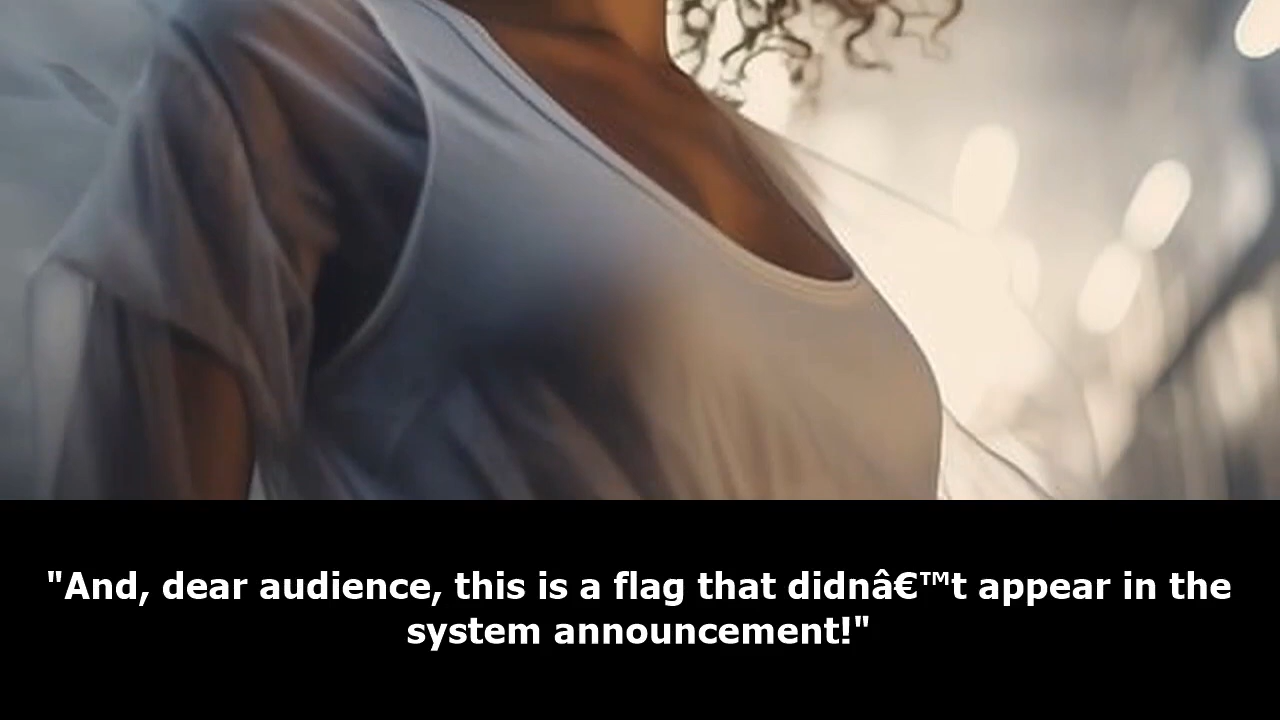 "And, dear audience, this is a flag that didnâ€™t appear in the
system announcement!"